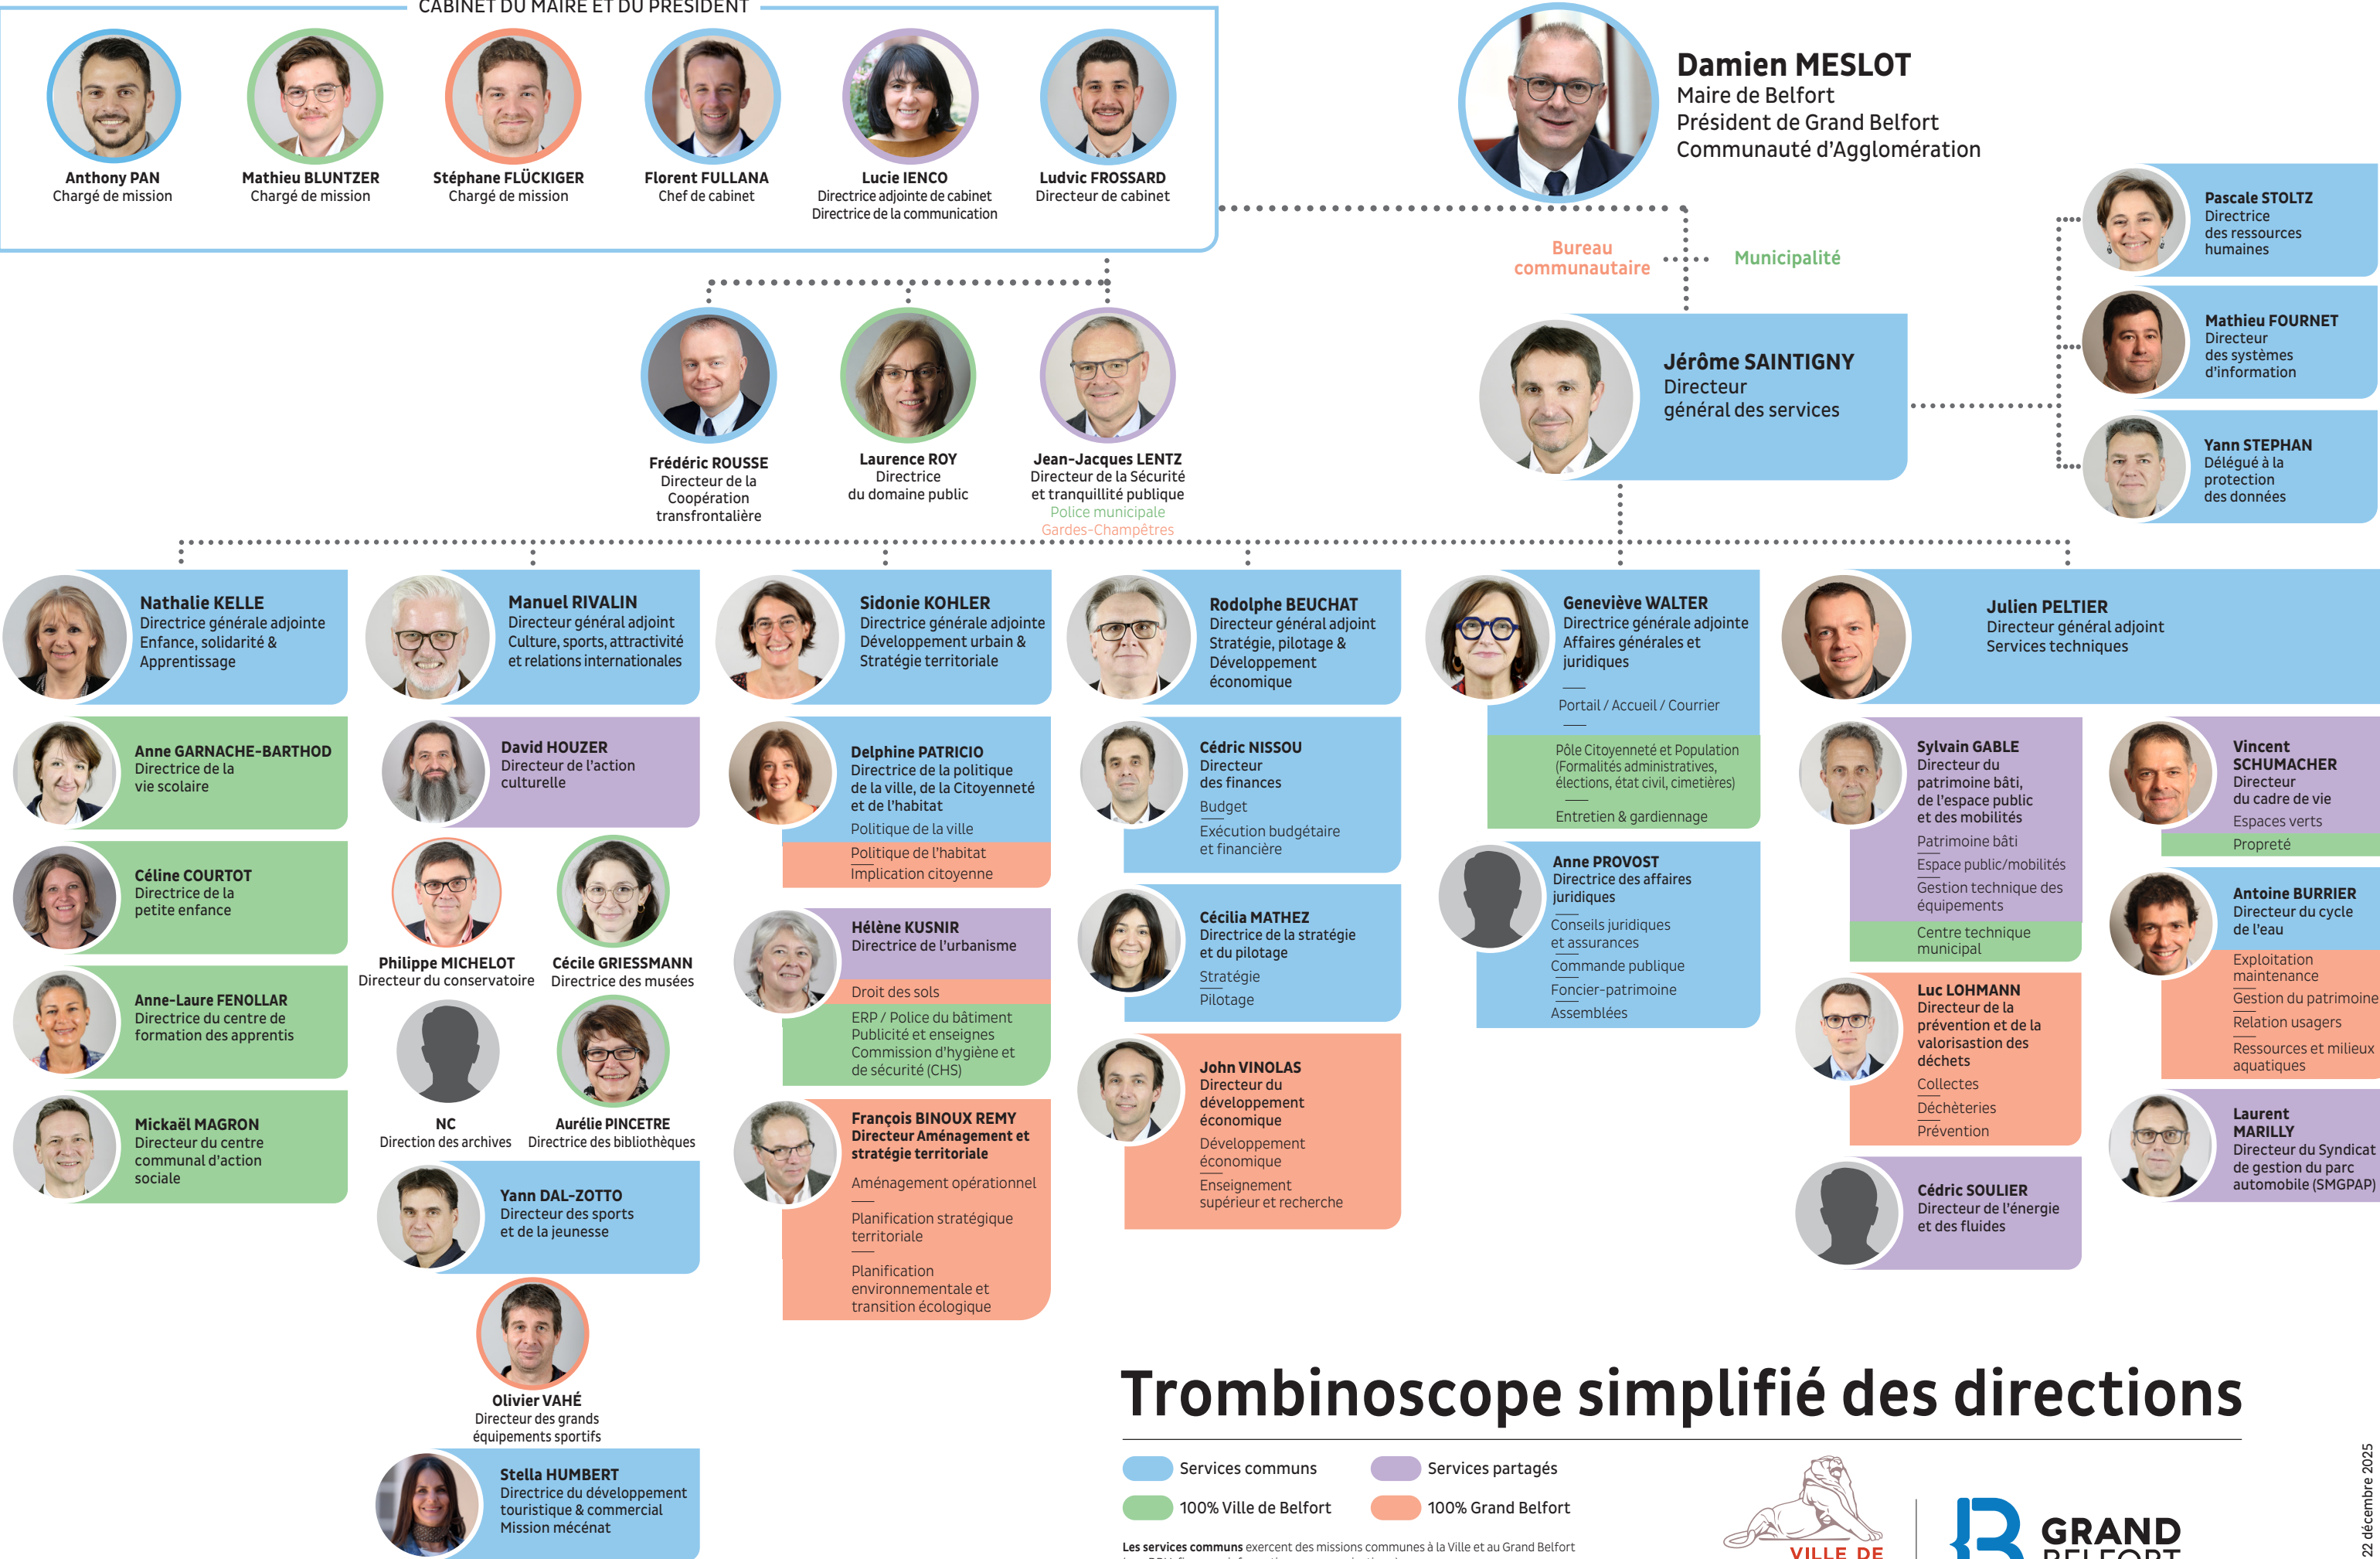 CABINET DU MAIRE ET DU PRÉSIDENT
Anthony PAN
Chargé de mission
Mathieu BLUNTZER
Chargé de mission
Stéphane FLÜCKIGER
Chargé de mission
Florent FULLANA
Chef de cabinet
Lucie IENCO
Directrice adjointe de cabinet
Directrice de la communication
Ludvic FROSSARD
Directeur de cabinet
Damien MESLOT
Maire de Belfort
Président de Grand Belfort
Communauté d'Agglomération
Bureau
communautaire
Municipalité
Pascale STOLTZ
Directrice
des ressources
humaines
Mathieu FOURNET
Directeur
des systèmes
d'information
Yann STEPHAN
Délégué à la
protection
des données
Jérôme SAINTIGNY
Directeur
général des services
Frédéric ROUSSE
Directeur de la
Coopération
transfrontalière
Laurence ROY
Directrice
du domaine public
Jean-Jacques LENTZ
Directeur de la Sécurité
et tranquillité publique
Police municipale
Gardes-Champêtres
Nathalie KELLE
Directrice générale adjointe
Enfance, solidarité &
Apprentissage
Anne GARNACHE-BARTHOD
Directrice de la
vie scolaire
Céline COURTOT
Directrice de la
petite enfance
Anne-Laure FENOLLAR
Directrice du centre de
formation des apprentis
Mickaël MAGRON
Directeur du centre
communal d'action
sociale
Manuel RIVALIN
Directeur général adjoint
Culture, sports, attractivité
et relations internationales
David HOUZER
Directeur de l'action
culturelle
Philippe MICHELOT
Directeur du conservatoire
Cécile GRIESSMANN
Directrice des musées
NC
Direction des archives
Aurélie PINCETRE
Directrice des bibliothèques
Yann DAL-ZOTTO
Directeur des sports
et de la jeunesse
Olivier VAHÉ
Directeur des grands
équipements sportifs
Stella HUMBERT
Directrice du développement
touristique & commercial
Mission mécénat
Sidonie KOHLER
Directrice générale adjointe
Développement urbain &
Stratégie territoriale
Delphine PATRICIO
Directrice de la politique
de la ville, de la Citoyenneté
et de l'habitat
Politique de la ville
Politique de l'habitat
Implication citoyenne
Hélène KUSNIR
Directrice de l'urbanisme
Droit des sols
ERP / Police du bâtiment
Publicité et enseignes
Commission d'hygiène et
de sécurité (CHS)
François BINOUX REMY
Directeur Aménagement et
stratégie territoriale
Aménagement opérationnel
Planification stratégique
territoriale
Planification
environnementale et
transition écologique
Rodolphe BEUCHAT
Directeur général adjoint
Stratégie, pilotage &
Développement
économique
Cédric NISSOU
Directeur
des finances
Budget
Exécution budgétaire
et financière
Cécilia MATHEZ
Directrice de la stratégie
et du pilotage
Stratégie
Pilotage
John VINOLAS
Directeur du
développement
économique
Développement
économique
Enseignement
supérieur et recherche
Geneviève WALTER
Directrice générale adjointe
Affaires générales et
juridiques
Portail / Accueil / Courrier
Pôle Citoyenneté et Population
(Formalités administratives,
élections, état civil, cimetières)
Entretien & gardiennage
Anne PROVOST
Directrice des affaires
juridiques
Conseils juridiques
et assurances
Commande publique
Foncier-patrimoine
Assemblées
Julien PELTIER
Directeur général adjoint
Services techniques
Sylvain GABLE
Directeur du
patrimoine bâti,
de l'espace public
et des mobilités
Patrimoine bâti
Espace public/mobilités
Gestion technique des
équipements
Centre technique
municipal
Luc LOHMANN
Directeur de la
prévention et de la
valorisastion des
déchets
Collectes
Déchèteries
Prévention
Cédric SOULIER
Directeur de l'énergie
et des fluides
Vincent
SCHUMACHER
Directeur
du cadre de vie
Espaces verts
Propreté
Antoine BURRIER
Directeur du cycle
de l'eau
Exploitation
maintenance
Gestion du patrimoine
Relation usagers
Ressources et milieux
aquatiques
Laurent
MARILLY
Directeur du Syndicat
de gestion du parc
automobile (SMGPAP)
Trombinoscope simplifié des directions
Services communs
Services partagés
100% Ville de Belfort
100% Grand Belfort
Les services communs exercent des missions communes à la Ville et au Grand Belfort
VILLE DE
GRAND
BELFORT
22 décembre 2025